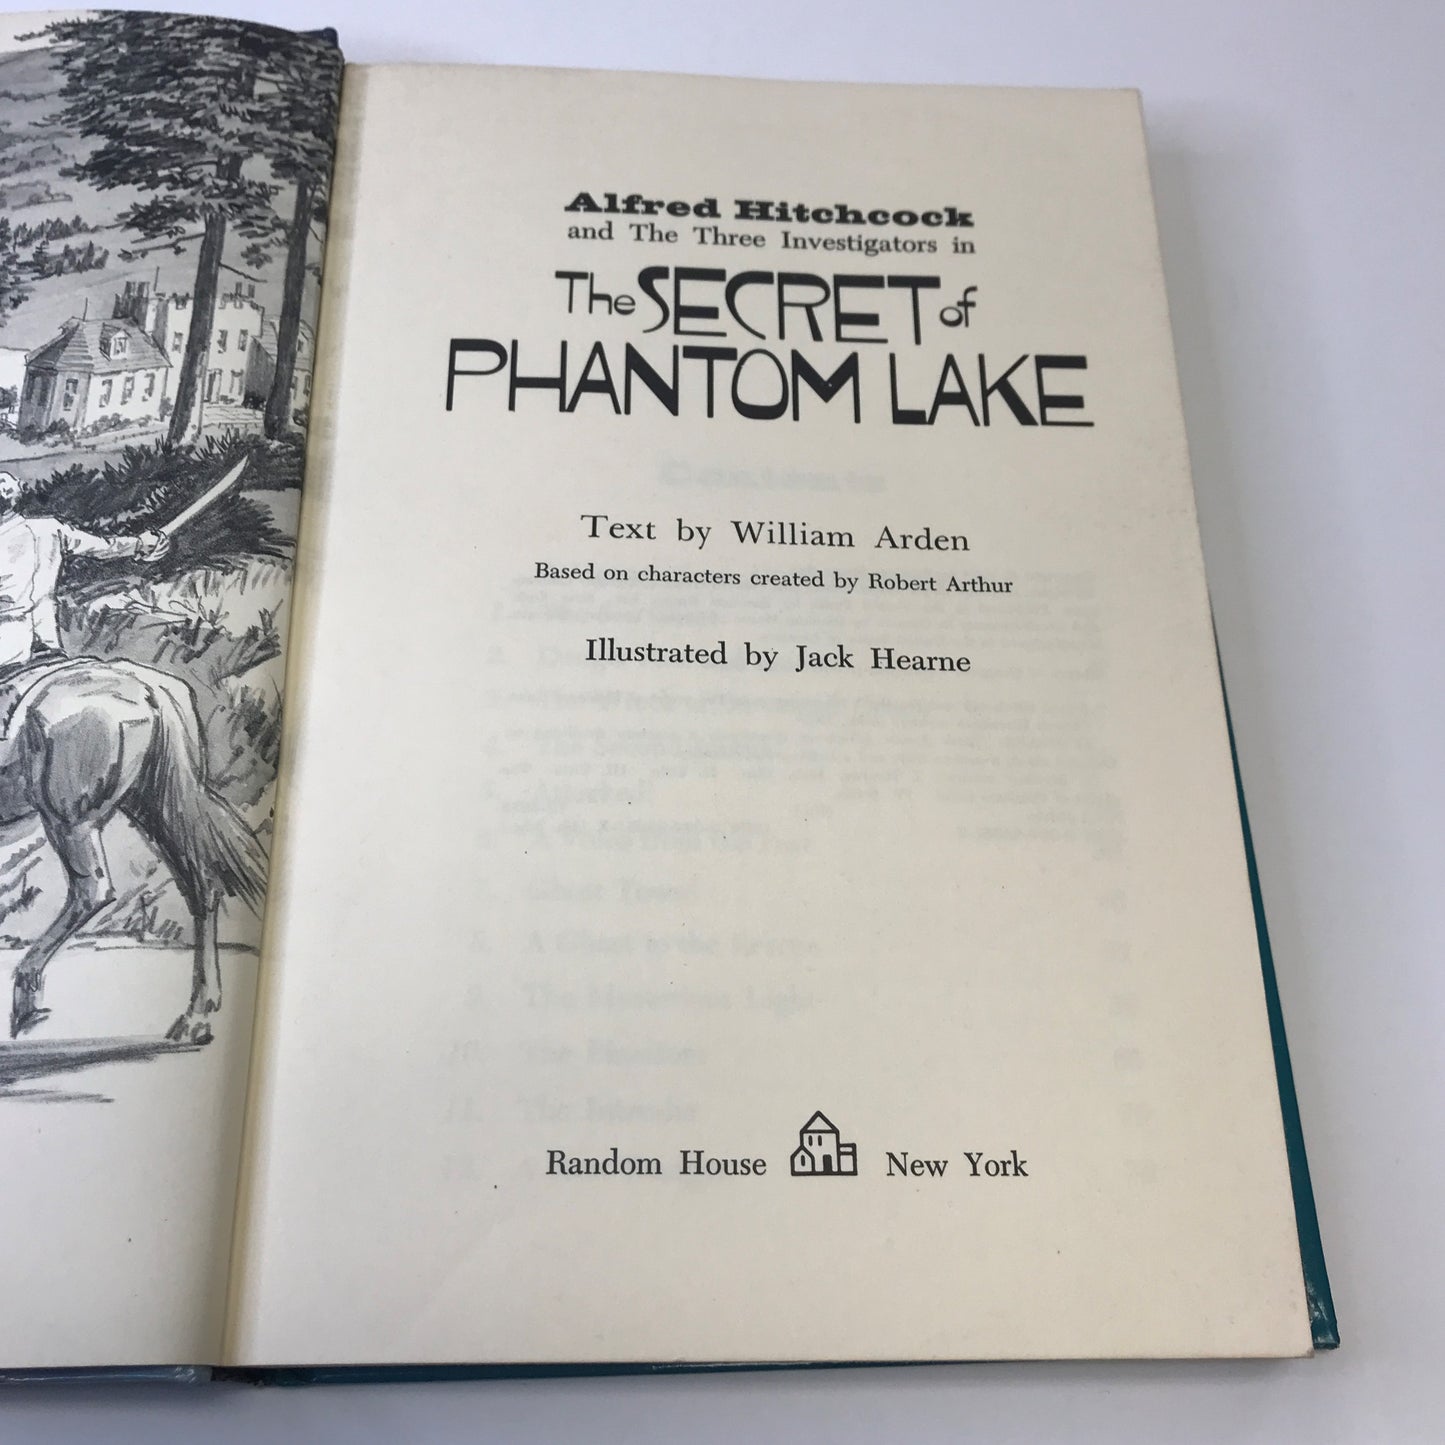 Alfred Hitchcock
and The Three Investigators in
The SECRET of
PHANTOM LAKE
Text by William Arden
Based on characters created by Robert Arthur
Illustrated by Jack Hearne
Random House New York